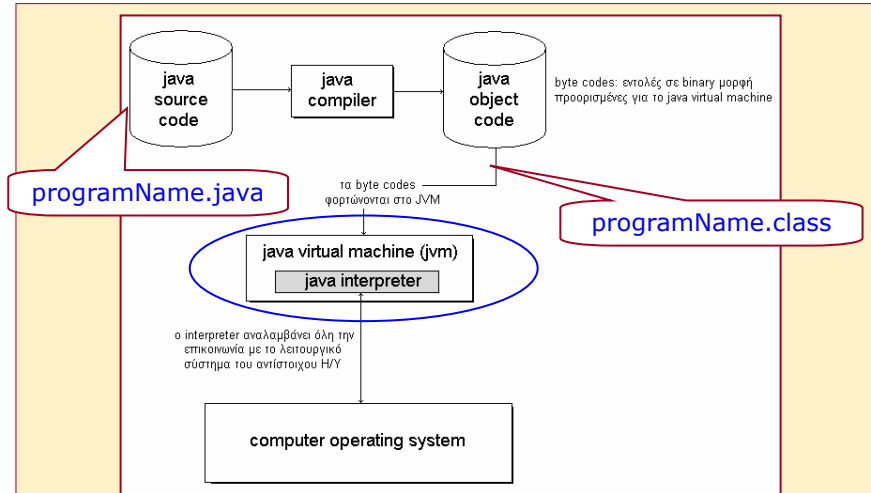 java
source
code
java
compiler
java
object
code
byte codes: εντολές σε binary μορφή
προορισμένες για το java virtual machine
programName.java
τα byte codes
φορτώνονται στο JVM
programName.class
java virtual machine (jvm)
java interpreter
ο interpreter αναλαμβάνει όλη την
επικοινωνία με το λειτουργικό
σύστημα του αντίστοιχου Η/Υ
computer operating system